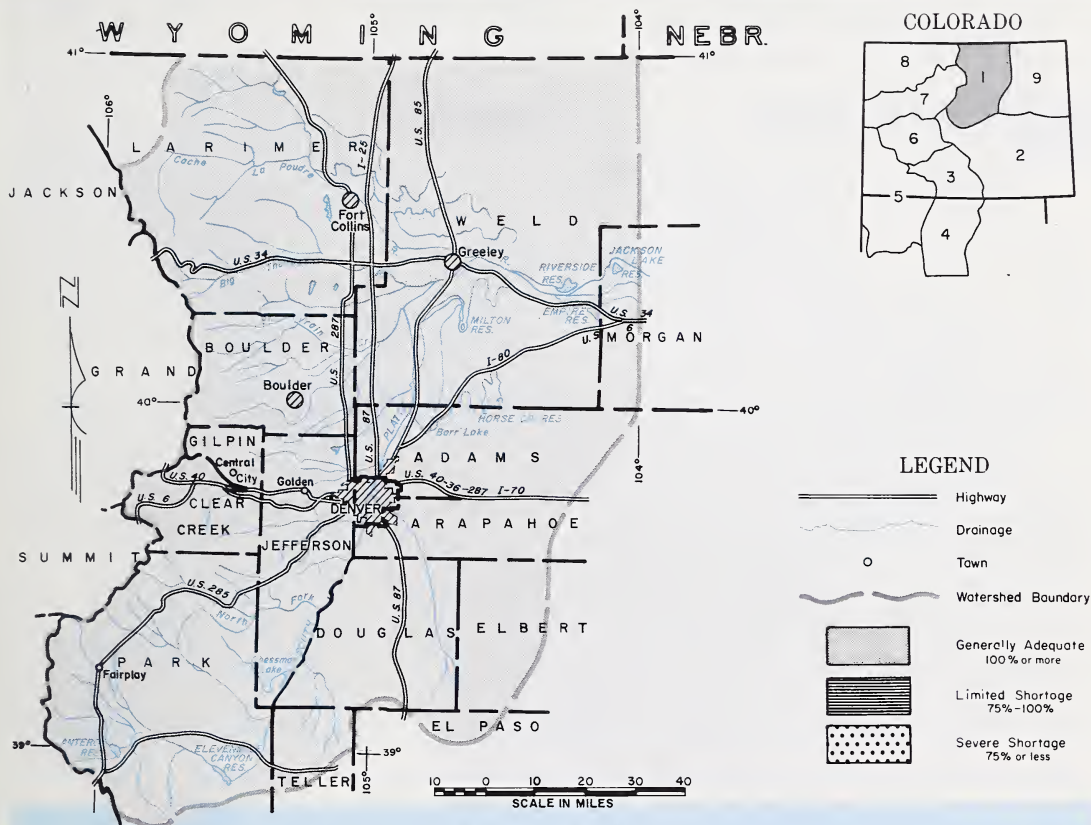 WYOMING
NEBR.
41°
105°
41°
106°
104°
LARIMER
Cache
La Poudre
I-25
U.S. 85
JACKSON
Fort
Collins
WELD
Greeley
U.S. 34
Big
RIVERSIDE
RES.
JACKSON
LAKE
RES.
EMPIRE
RES.
U.S. 34
6
U.S.
MORGAN
MILTON
RES.
U.S. 287
BOULDER
I-80
GRAND
Boulder
40°
40°
U.S. 87
PLATTE
HORSE CR. RES.
Barr Lake
GILPIN
Central
City
ADAMS
104°
U.S. 40
Golden
U.S. 40-36-287 I-70
U.S. 6
CLEAR
CREEK
DENVER
ARAPAHOE
JEFFERSON
SUMMIT
U.S. 285
U.S. 87
North
Fork
SOUTH
DOUGLAS
ELBERT
PARK
Lake
Fairplay
EL PASO
39°
39°
RES.
ELEVEN
CANYON
RES.
TELLER
105°
N
10 0 10 20 30 40
SCALE IN MILES
COLORADO
8
1
9
7
6
2
3
5
4
LEGEND
Highway
Drainage
Town
Watershed Boundary
Generally Adequate
100% or more
Limited Shortage
75%-100%
Severe Shortage
75% or less